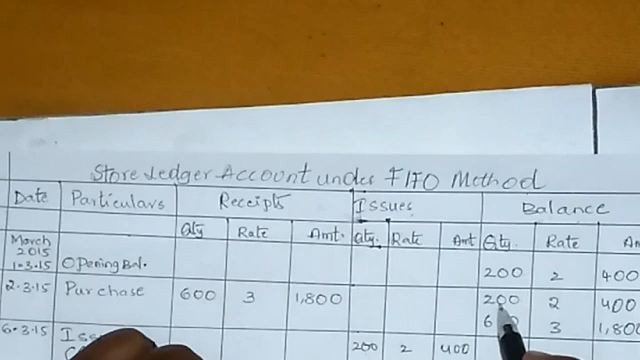 Store Ledger Account under FIFO Method
Date Particulars Receipts Issues Balance
Qty Rate Amt. Qty. Rate Amt Qty. Rate
March
2015
1.3.15 Opening Bal. 200 2 400
2.3.15 Purchase 600 3 1,800 200 2 400
3 1,800
6.3.15
200 2 400